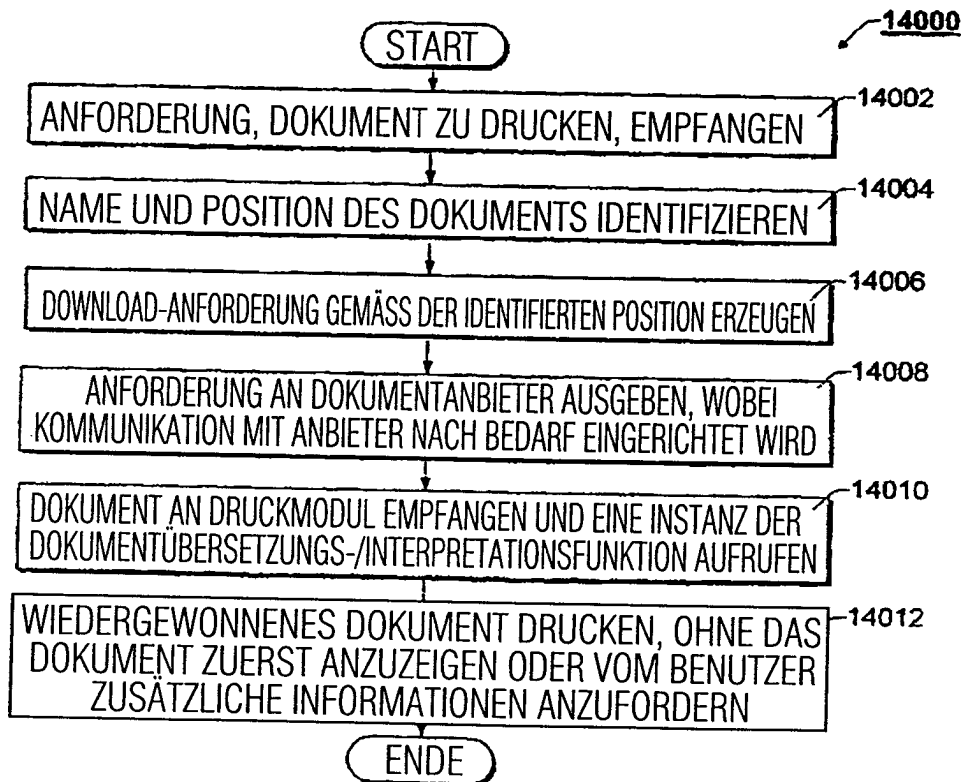 14000
START
14002
ANFORDERUNG, DOKUMENT ZU DRUCKEN, EMPFANGEN
14004
NAME UND POSITION DES DOKUMENTS IDENTIFIZIEREN
14006
DOWNLOAD-ANFORDERUNG GEMÄSS DER IDENTIFIERTEN POSITION ERZEUGEN
14008
ANFORDERUNG AN DOKUMENTANBIETER AUSGEBEN, WOBEI
KOMMUNIKATION MIT ANBIETER NACH BEDARF EINGERICHTET WIRD
14010
DOKUMENT AN DRUCKMODUL EMPFANGEN UND EINE INSTANZ DER
DOKUMENTÜBERSETZUNGS-/INTERPRETATIONSFUNKTION AUFRUFEN
14012
WIEDERGEWONNENES DOKUMENT DRUCKEN, OHNE DAS
DOKUMENT ZUERST ANZUZEIGEN ODER VOM BENUTZER
ZUSÄTZLICHE INFORMATIONEN ANZUFORDERN
ENDE